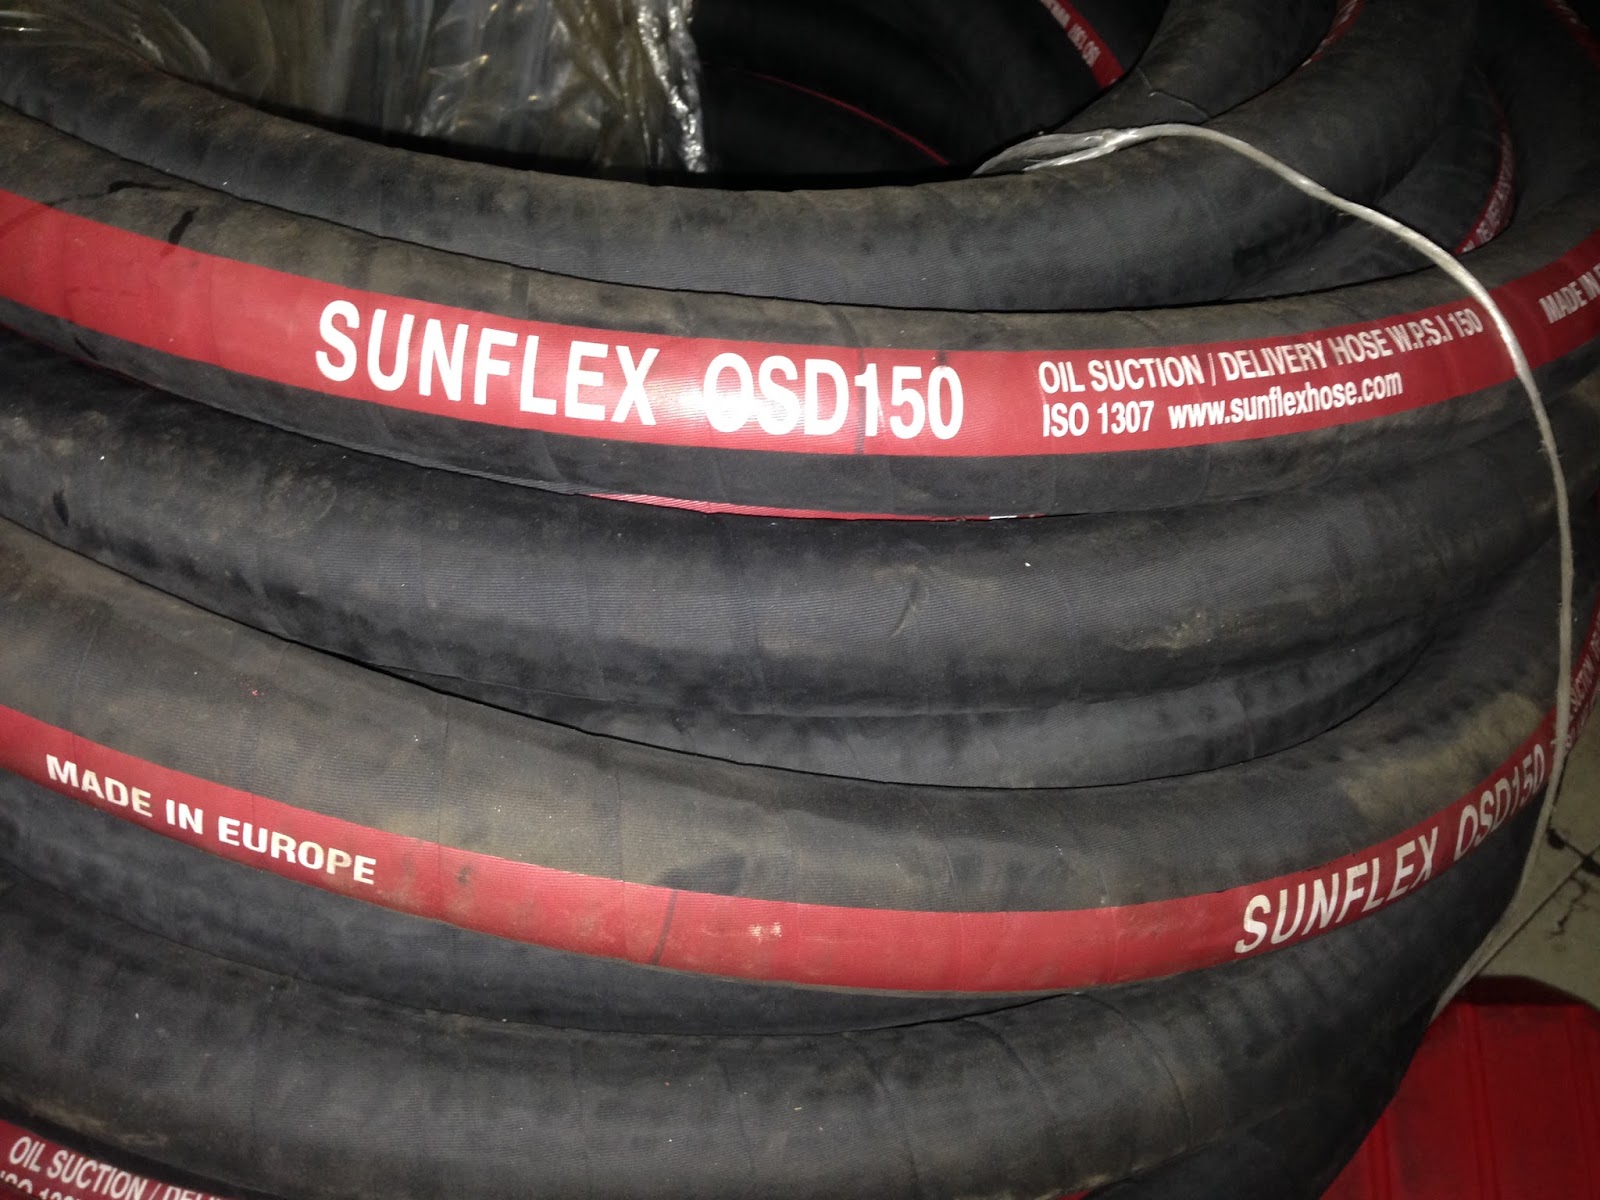 SUNFLEX OSD150
OIL SUCTION / DELIVERY HOSE W.P.S.I 150
ISO 1307 www.sunflexhose.com
MADE IN
MADE IN EUROPE
SUNFLEX OSD150
OIL SUCTION /